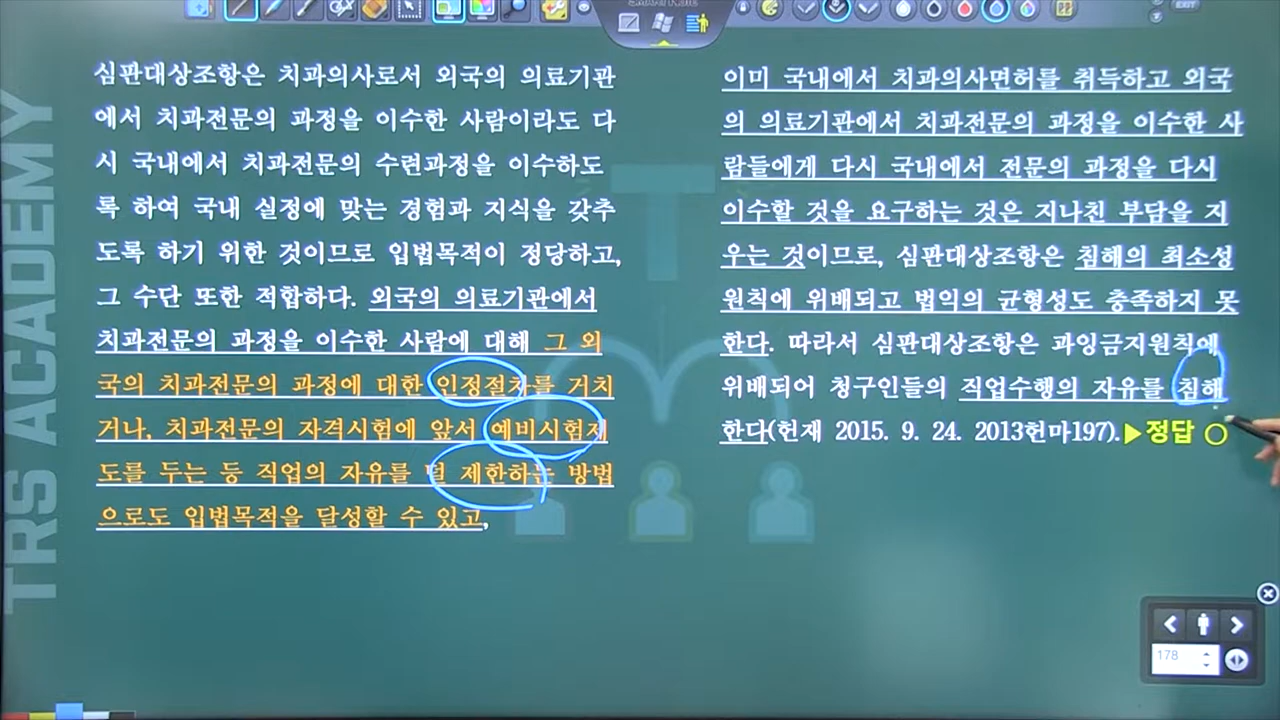 심판대상조항은 치과의사로서 외국의 의료기관
에서 치과전문의 과정을 이수한 사람이라도 다
시 국내에서 치과전문의 수련과정을 이수하도
록 하여 국내 실정에 맞는 경험과 지식을 갖추
도록 하기 위한 것이므로 입법목적이 정당하고,
그 수단 또한 적합하다. 외국의 의료기관에서
치과전문의 과정을 이수한 사람에 대해 그 외
국의 치과전문의 과정에 대한 인정절차를 거치
거나, 치과전문의 자격시험에 앞서 예비시험제
도를 두는 등 직업의 자유를 덜 제한하는 방법
으로도 입법목적을 달성할 수 있고,
이미 국내에서 치과의사면허를 취득하고 외국
의 의료기관에서 치과전문의 과정을 이수한 사
람들에게 다시 국내에서 전문의 과정을 다시
이수할 것을 요구하는 것은 지나친 부담을 지
우는 것이므로, 심판대상조항은 침해의 최소성
원칙에 위배되고 법익의 균형성도 충족하지 못
한다. 따라서 심판대상조항은 과잉금지원칙에
위배되어 청구인들의 직업수행의 자유를 침해
한다(헌재 2015. 9. 24. 2013헌마197).▶정답 ○
TRS ACADEMY
EXIT
178